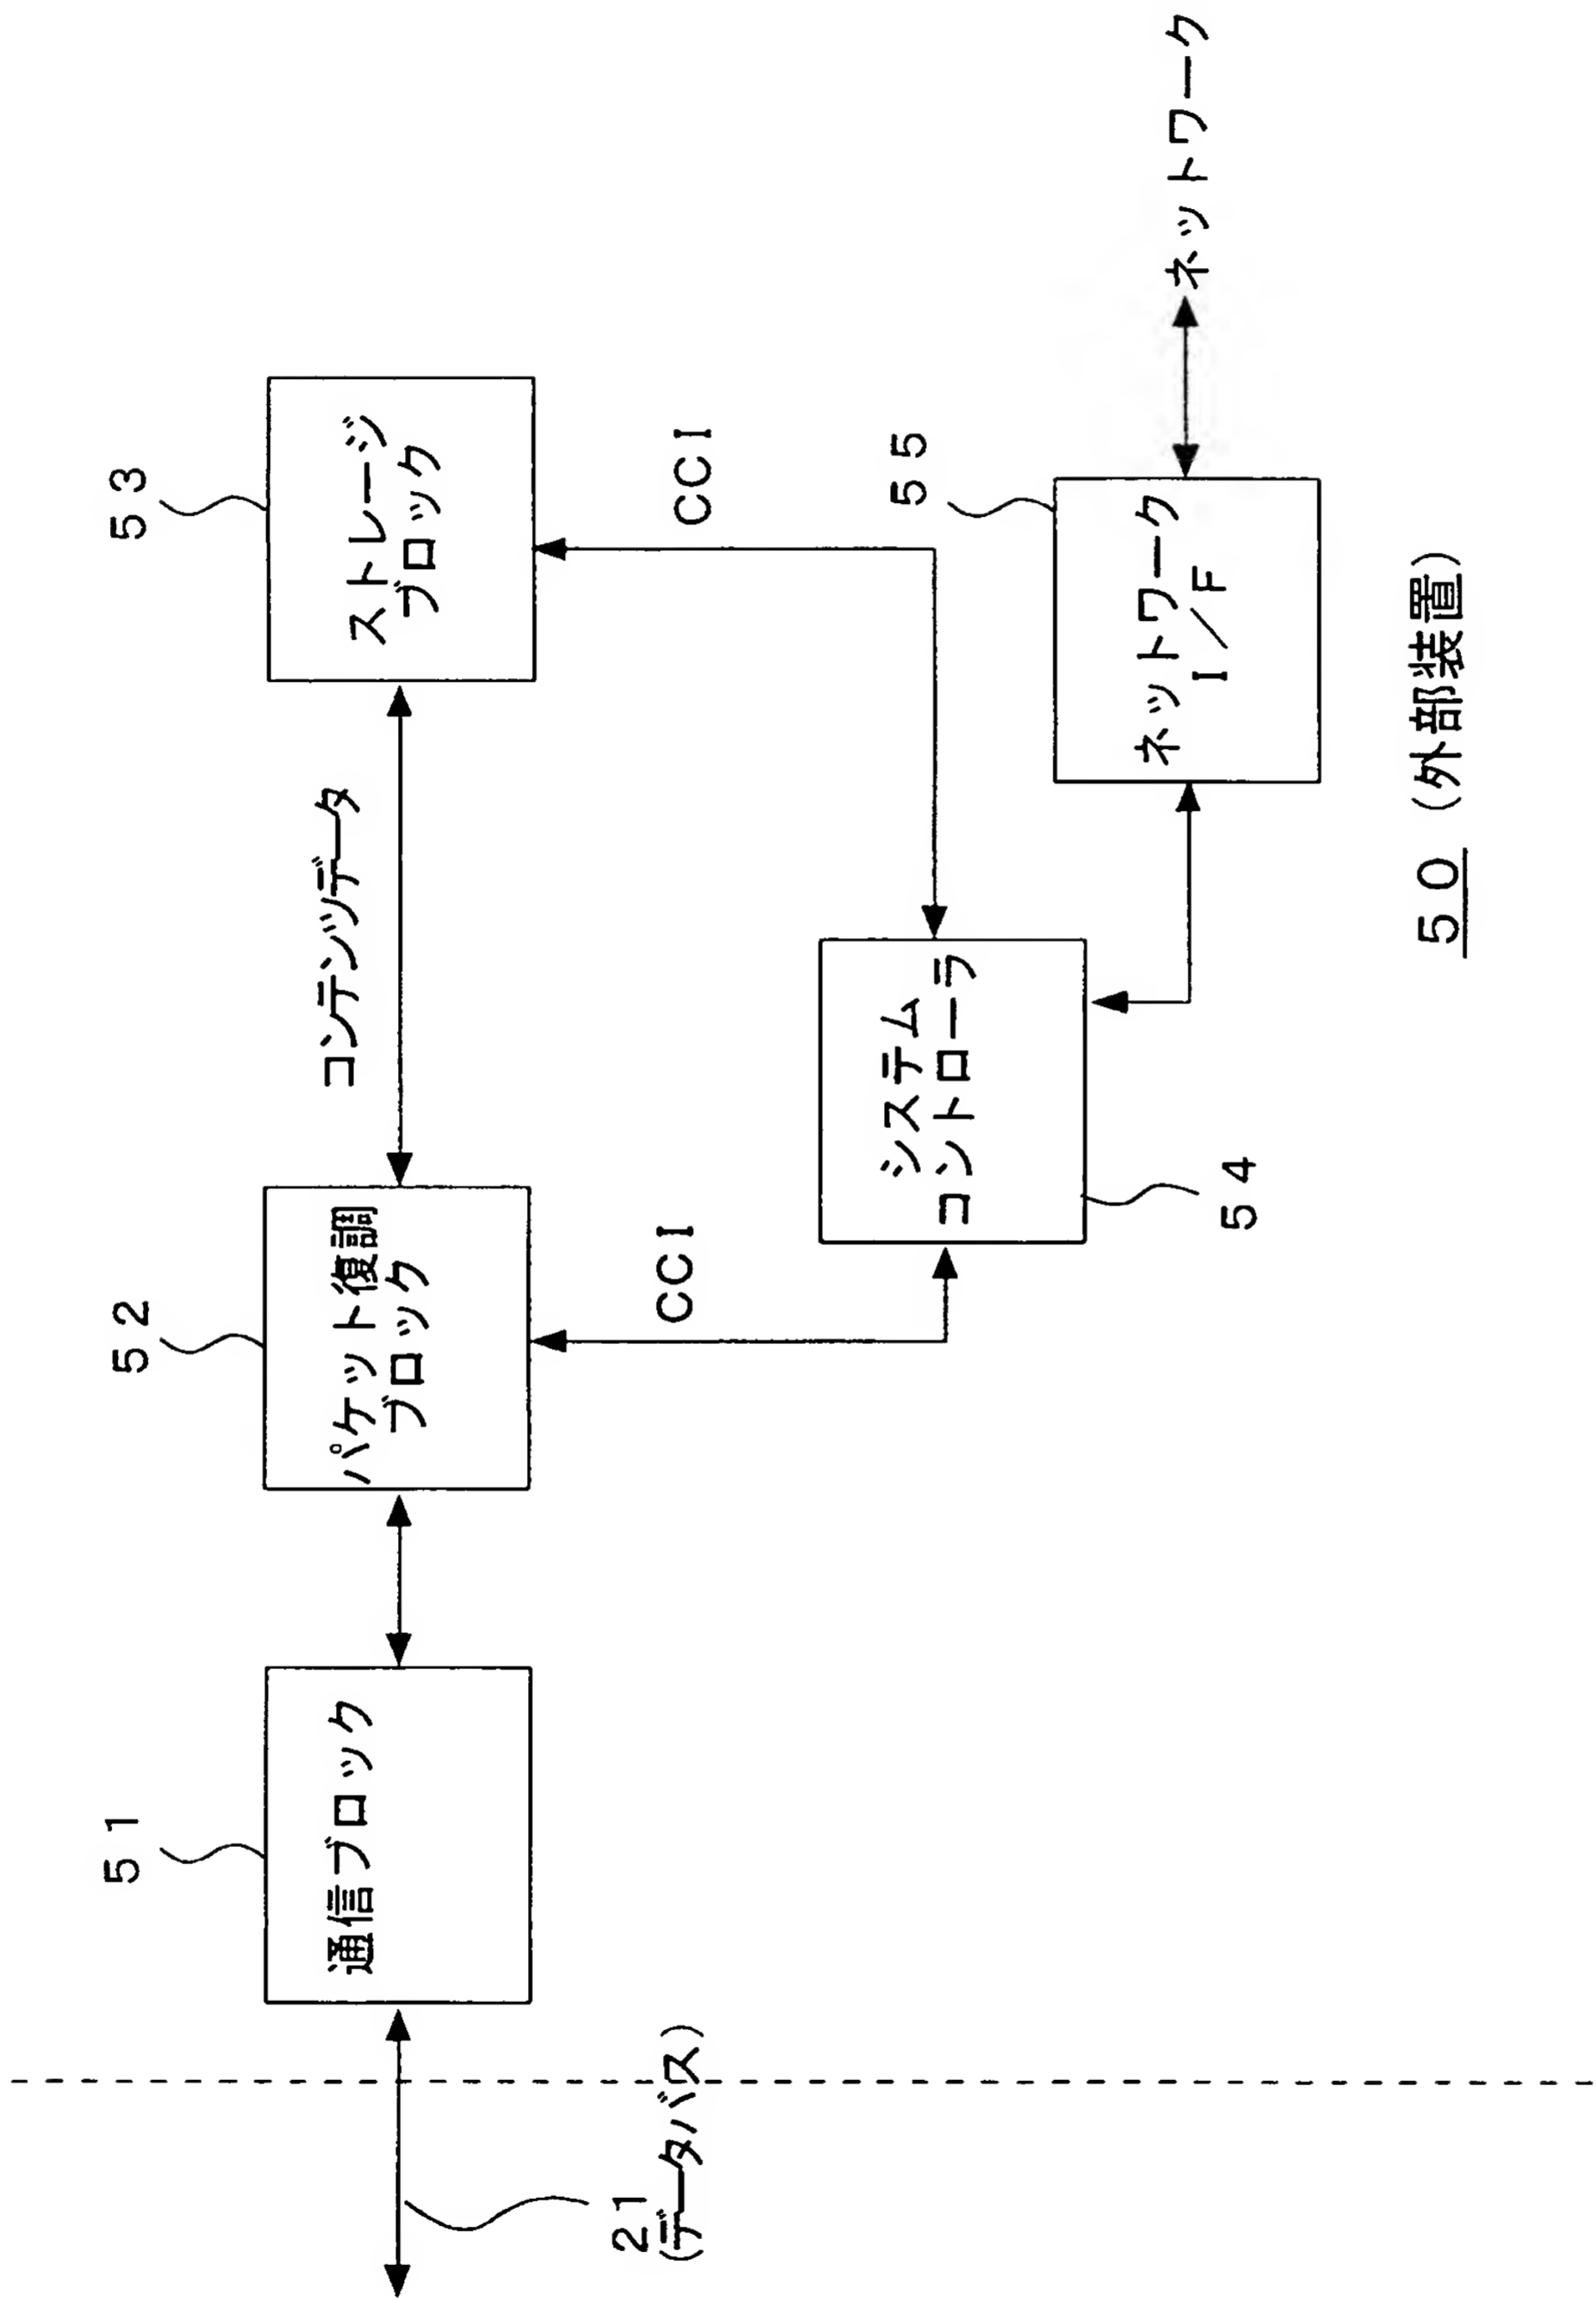 ２１
(データバス)
５１
通信ブロック
５２
パケット復調
ブロック
コンテンツデータ
５３
ストレージ
ブロック
ＣＣＩ
ＣＣＩ
システム
コントローラ
５４
５５
ネットワーク
Ｉ／Ｆ
ネットワーク
５０ （外部装置）